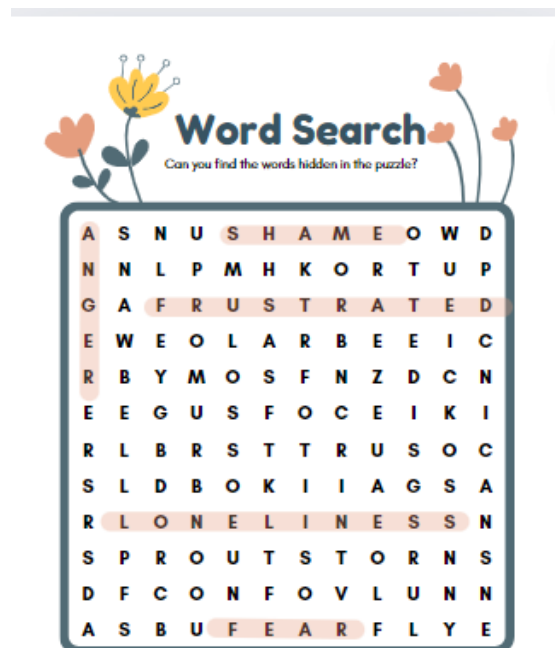 Word Search
Can you find the words hidden in the puzzle?
A S N U S H A M E O W D
N N L P M H K O R T U P
G A F R U S T R A T E D
E W E O L A R B E E I C
R B Y M O S F N Z D C N
E E G U S F O C E I K I
R L B R S T T R U S O C
S L D B O K I I A G S A
R L O N E L I N E S S N
S P R O U T S T O R N S
D F C O N F O V L U N N
A S B U F E A R F L Y E